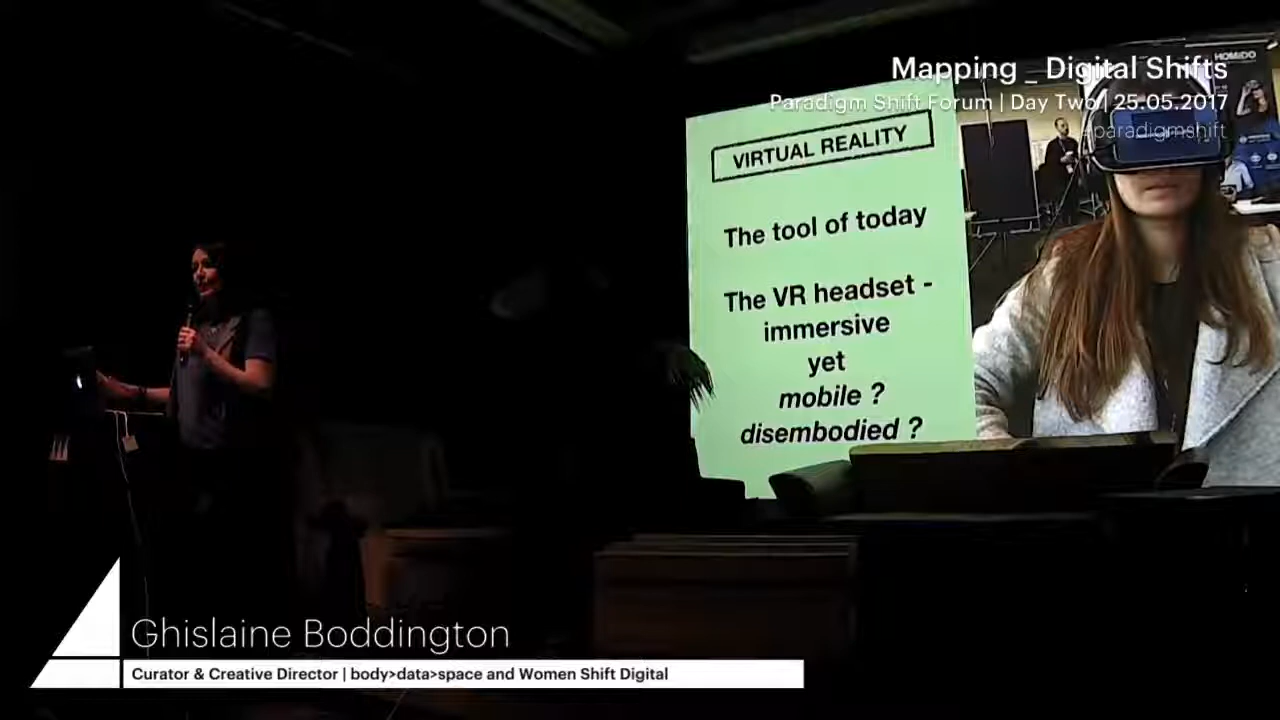 HOMIDO
Mapping _ Digital Shifts
Paradigm Shift Forum | Day Two | 25.05.2017
#paradigmshift
VIRTUAL REALITY
The tool of today
The VR headset -
immersive
yet
mobile ?
disembodied ?
Ghislaine Boddington
Curator & Creative Director | body>data>space and Women Shift Digital